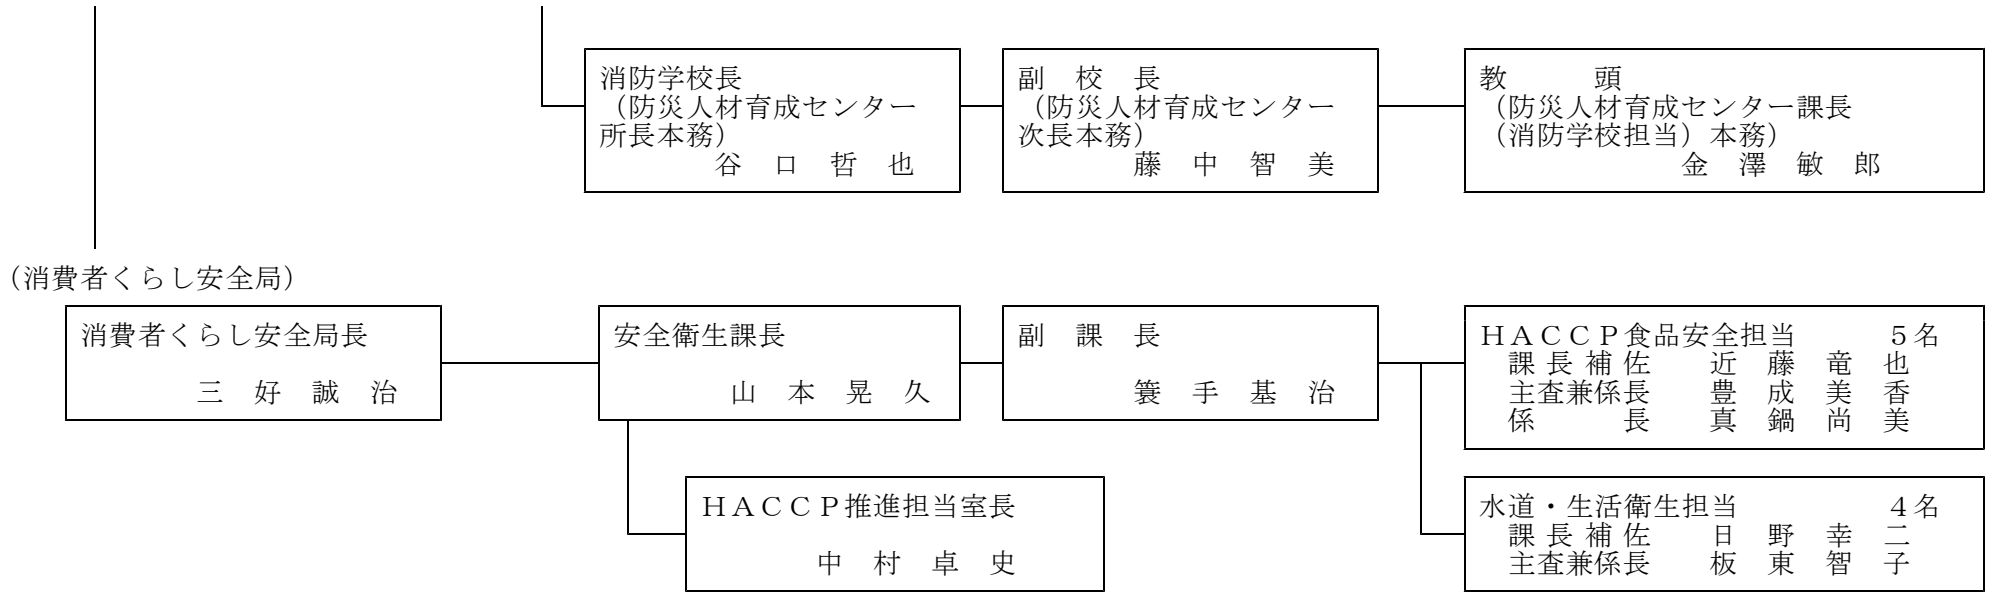 消防学校長
（防災人材育成センター
所長本務）
谷 口 哲 也
副 校 長
（防災人材育成センター
次長本務）
藤 中 智 美
教 頭
（防災人材育成センター課長
（消防学校担当）本務）
金 澤 敏 郎
（消費者くらし安全局）
消費者くらし安全局長
三 好 誠 治
安全衛生課長
山 本 晃 久
副 課 長
簑 手 基 治
ＨＡＣＣＰ食品安全担当 ５名
課 長 補 佐 近 藤 竜 也
主査兼係長 豊 成 美 香
係 長 真 鍋 尚 美
ＨＡＣＣＰ推進担当室長
中 村 卓 史
水道・生活衛生担当 ４名
課 長 補 佐 日 野 幸 二
主査兼係長 板 東 智 子